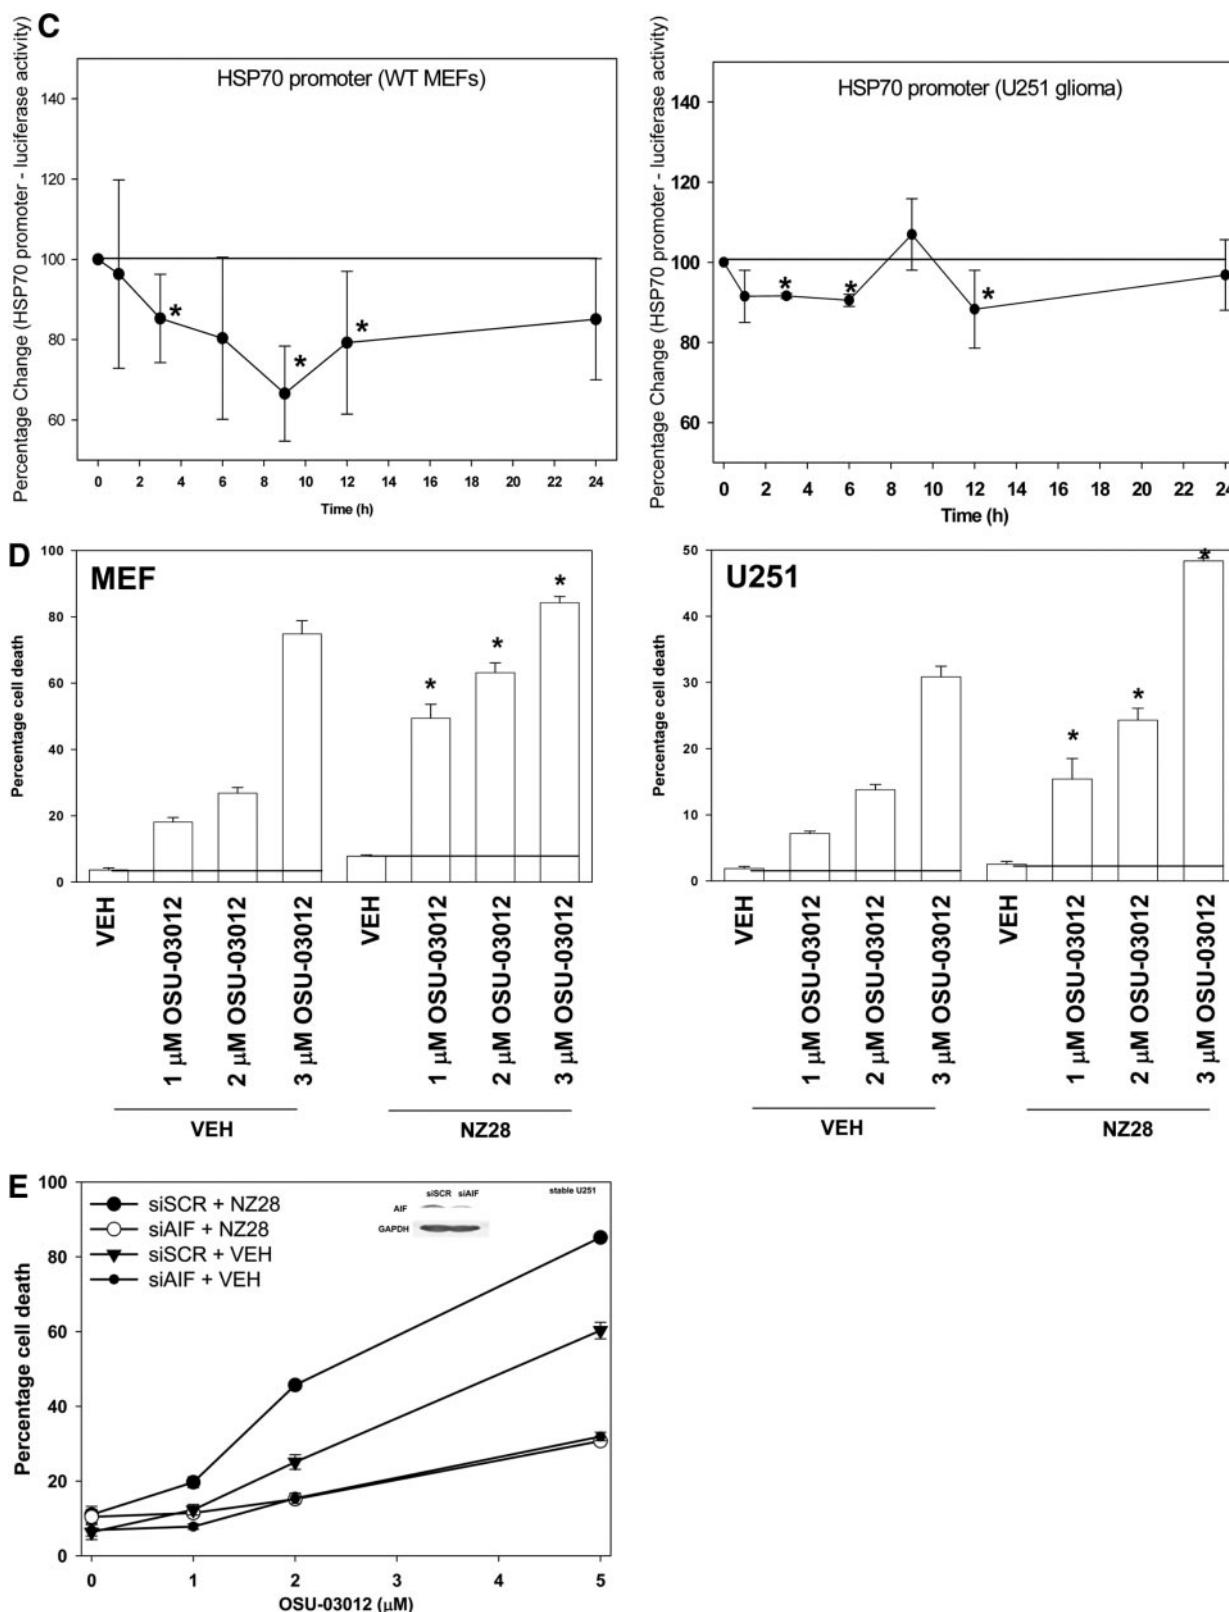 C
HSP70 promoter (WT MEFs)
Percentage Change (HSP70 promoter - luciferase activity)
140
120
100
80
60
*
*
*
0 2 4 6 8 10 12 14 16 18 20 22 24
Time (h)
HSP70 promoter (U251 glioma)
Percentage Change (HSP70 promoter - luciferase activity)
140
120
100
80
60
*
*
*
0 2 4 6 8 10 12 14 16 18 20 22 24
Time (h)
D
MEF
Percentage cell death
100
80
60
40
20
0
*
*
*
VEH
1 μM OSU-03012
2 μM OSU-03012
3 μM OSU-03012
VEH
1 μM OSU-03012
2 μM OSU-03012
3 μM OSU-03012
VEH
NZ28
U251
Percentage cell death
50
40
30
20
10
0
*
*
*
VEH
1 μM OSU-03012
2 μM OSU-03012
3 μM OSU-03012
VEH
1 μM OSU-03012
2 μM OSU-03012
3 μM OSU-03012
VEH
NZ28
E
Percentage cell death
100
80
60
40
20
0
siSCR + NZ28
siAIF + NZ28
siSCR + VEH
siAIF + VEH
siSCR siAIF
stable U251
AIF
GAPDH
0 1 2 3 4 5
OSU-03012 (μM)